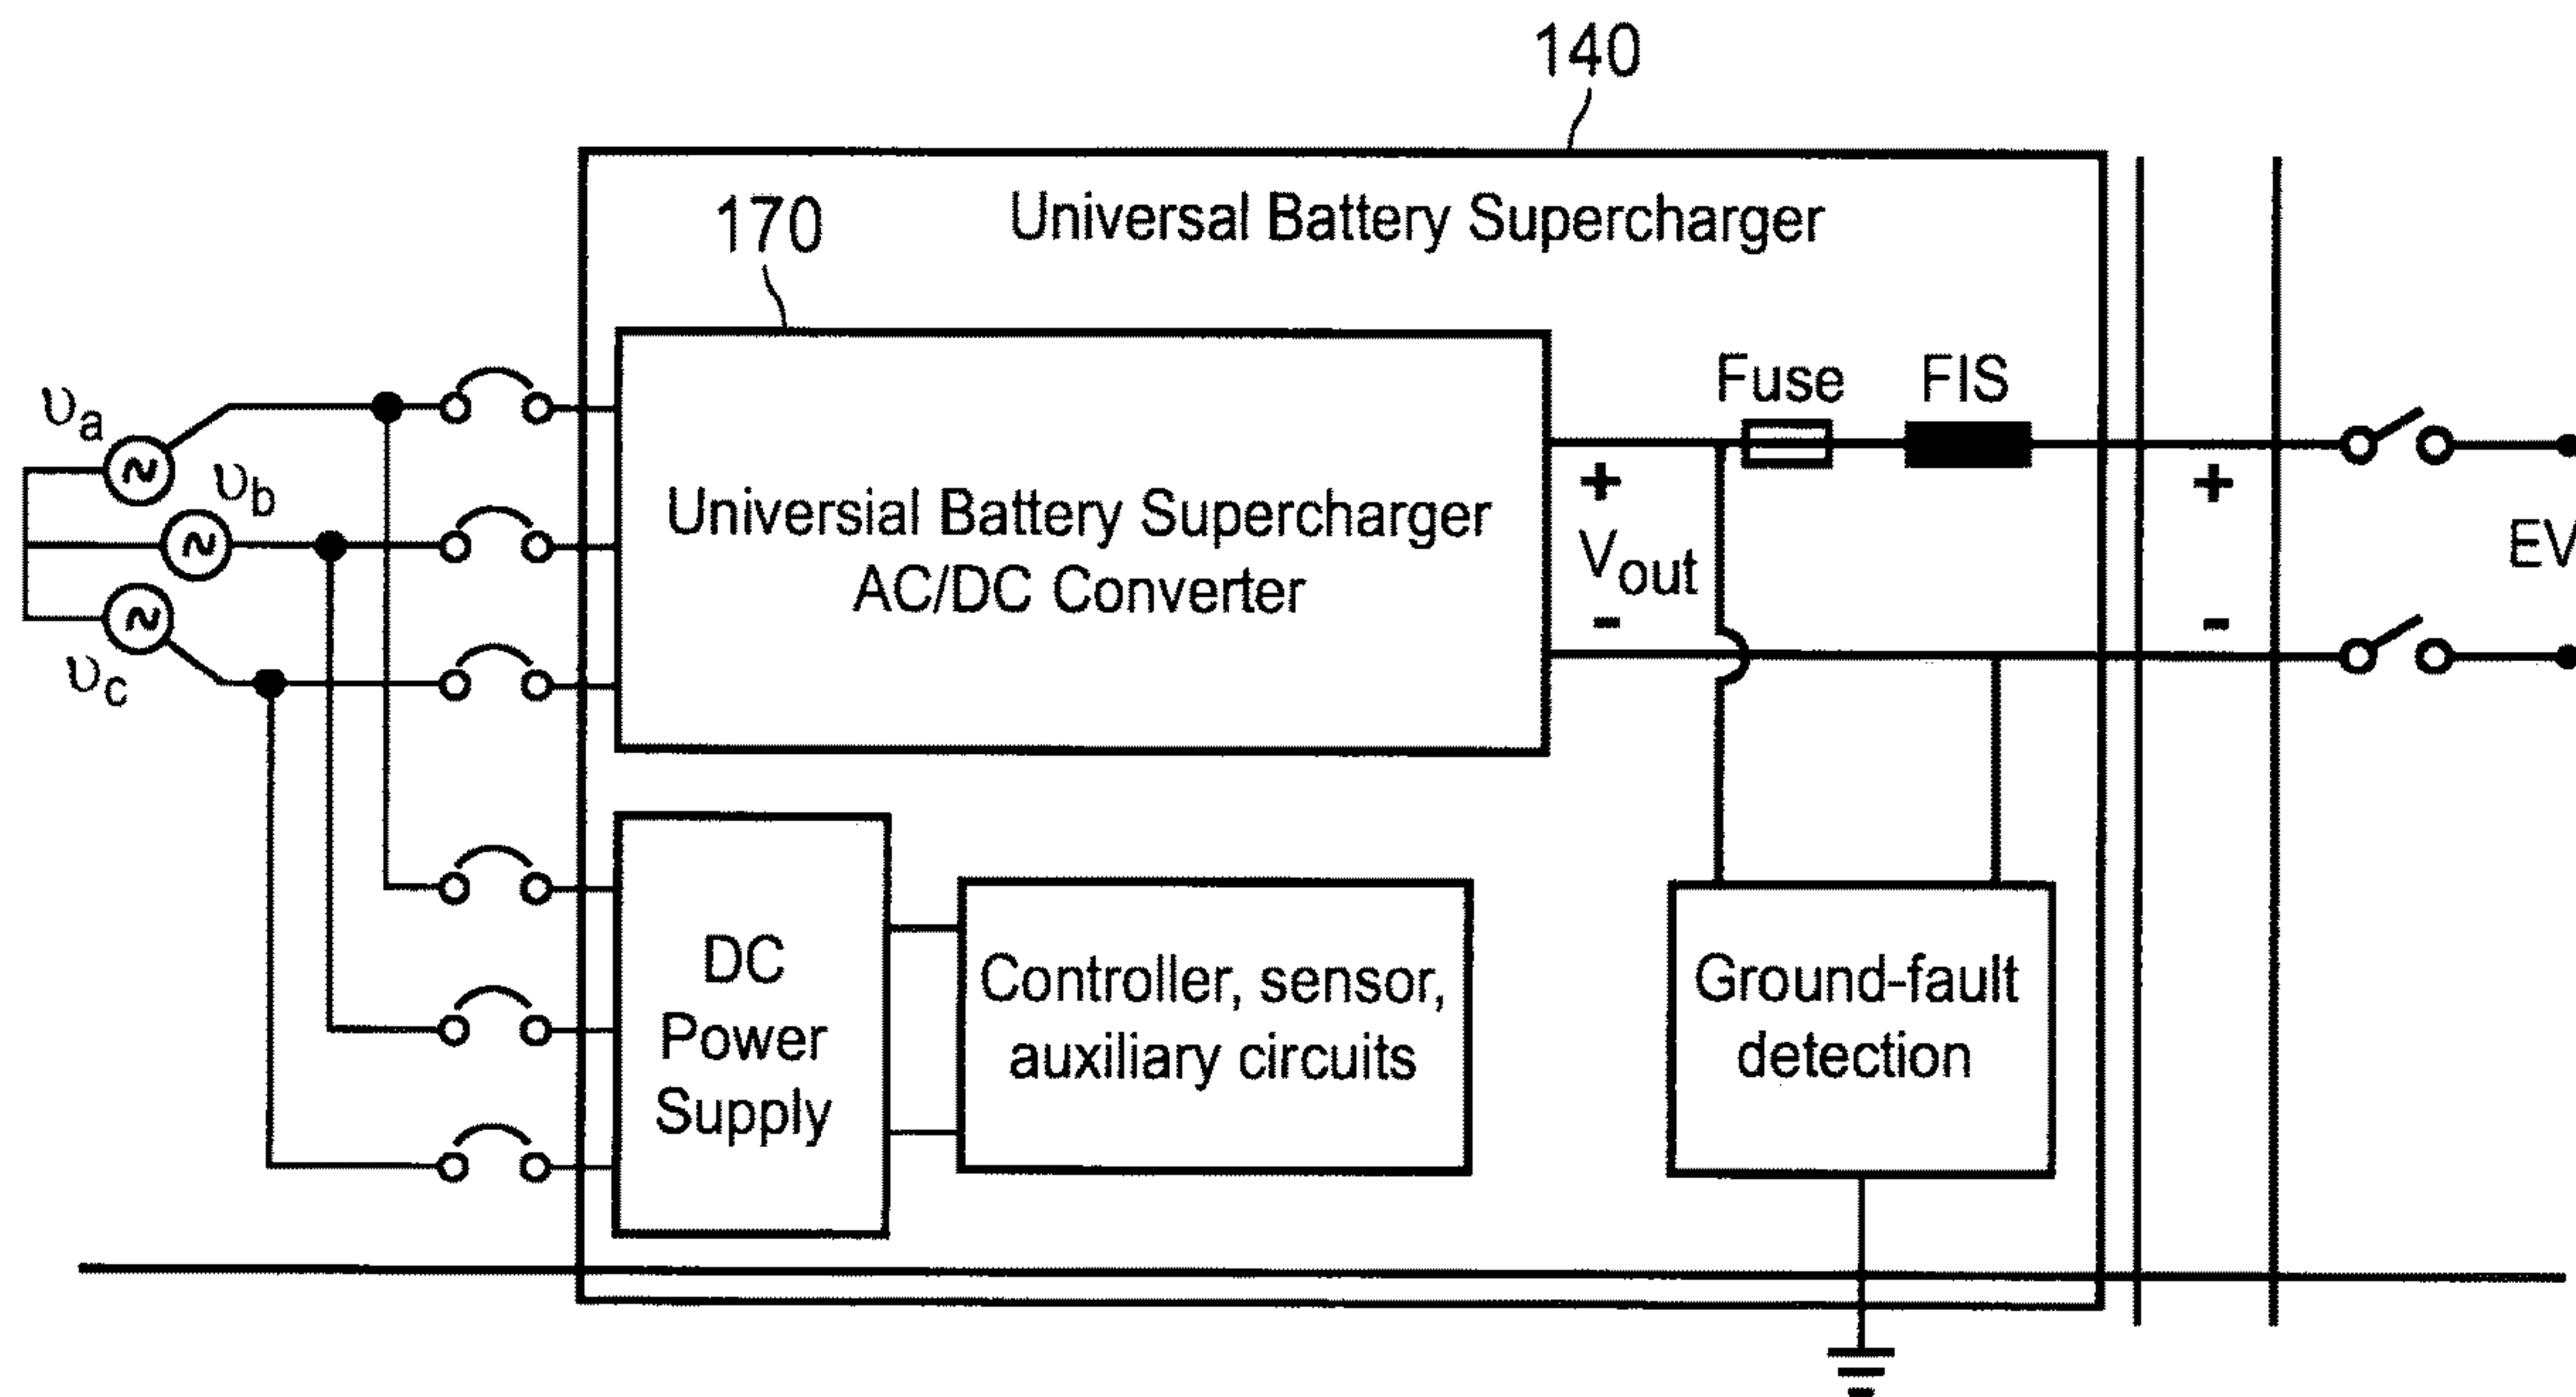 140
Universal Battery Supercharger
170
Fuse
FIS
υa
υb
υc
Universial Battery Supercharger
AC/DC Converter
+
Vout
-
+
-
EV
DC
Power
Supply
Controller, sensor,
auxiliary circuits
Ground-fault
detection